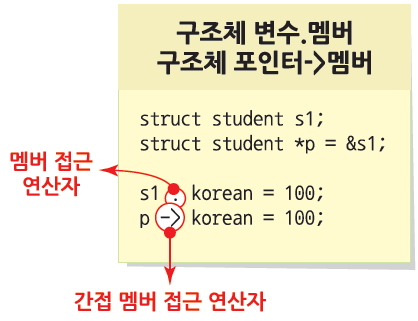 구조체 변수.멤버
구조체 포인터->멤버
struct student s1;
struct student *p = &s1;
멤버 접근
연산자
s1 . korean = 100;
p -> korean = 100;
간접 멤버 접근 연산자